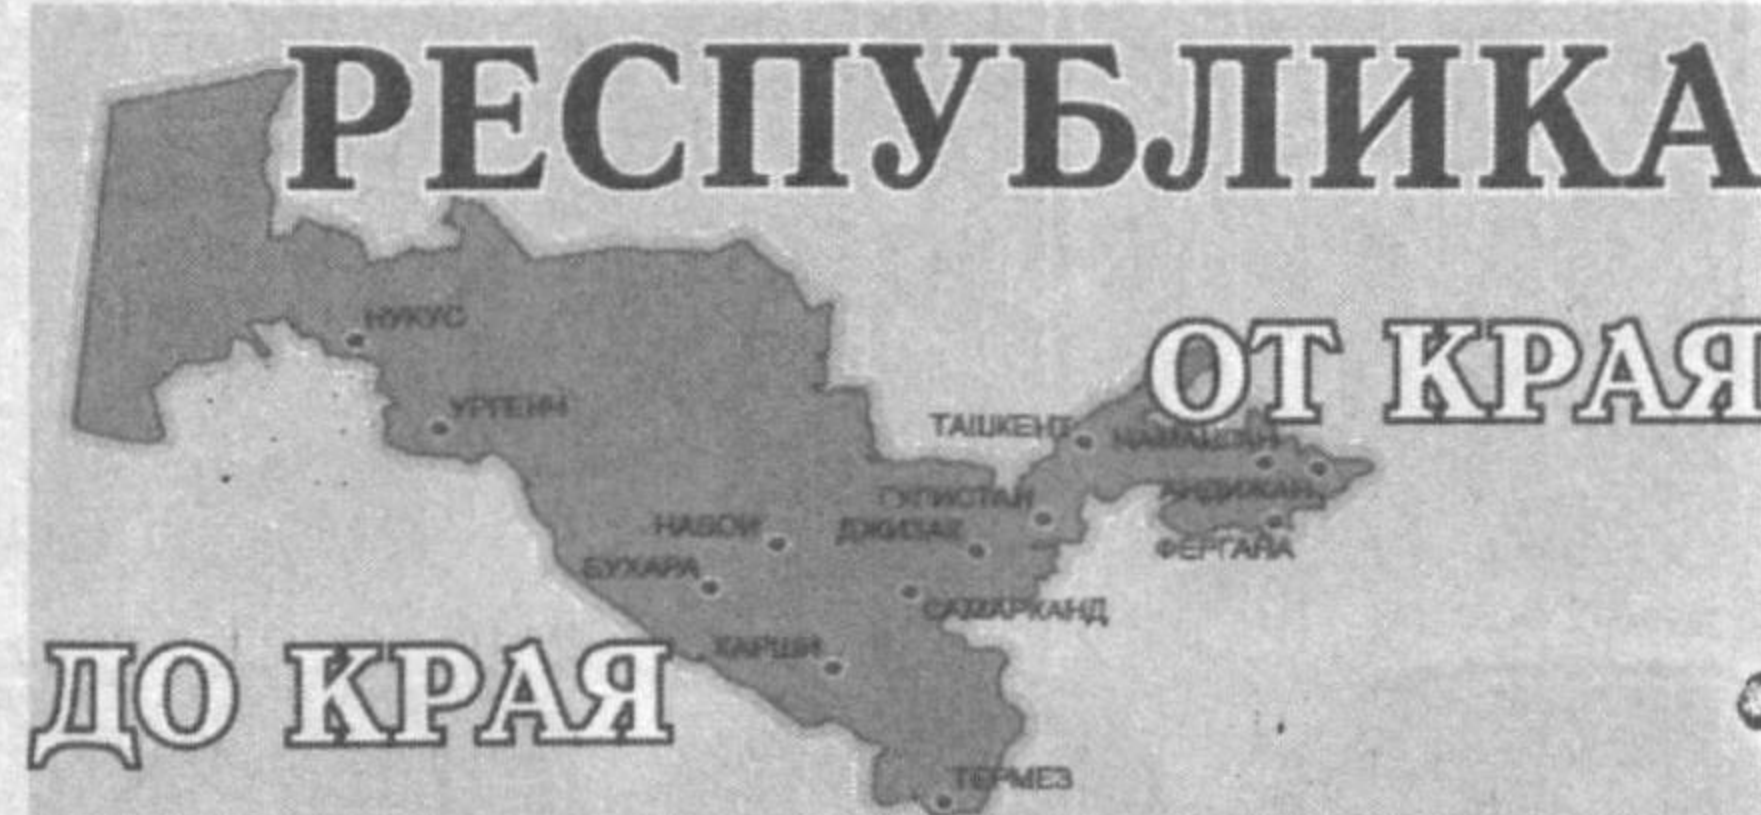 РЕСПУБЛИКА
ОТ КРАЯ
ДО КРАЯ
НУКУС
УРГЕНЧ
ТАШКЕНТ
НАМАНГАН
ГУЛИСТАН
АНДИЖАН
НАВОИ
ДЖИЗАК
ФЕРГАНА
БУХАРА
САМАРКАНД
КАРШИ
ТЕРМЕЗ